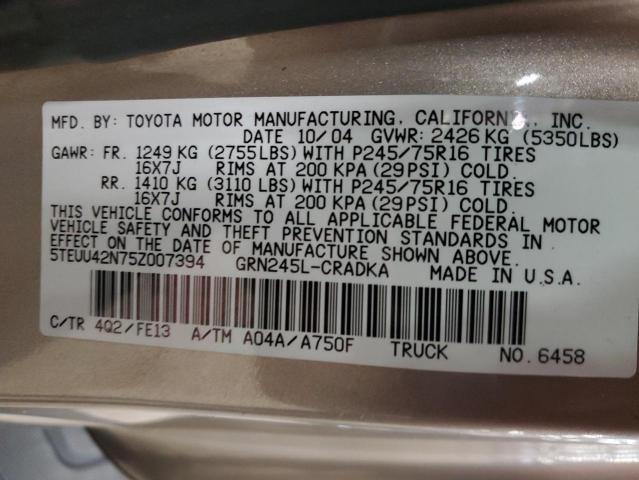 MFD. BY: TOYOTA MOTOR MANUFACTURING, CALIFORNIA, INC.
DATE 10/04 GVWR: 2426 KG (5350LBS)
GAWR: FR. 1249 KG (2755LBS) WITH P245/75R16 TIRES
16X7J RIMS AT 200 KPA (29PSI) COLD.
RR. 1410 KG (3110 LBS) WITH P245/75R16 TIRES
16X7J RIMS AT 200 KPA (29PSI) COLD.
THIS VEHICLE CONFORMS TO ALL APPLICABLE FEDERAL MOTOR
VEHICLE SAFETY AND THEFT PREVENTION STANDARDS IN
EFFECT ON THE DATE OF MANUFACTURE SHOWN ABOVE.
5TEUU42N75Z007394 GRN245L-CRADKA MADE IN U.S.A.
C/TR 4Q2/FE13 A/TM A04A/A750F TRUCK NO. 6458